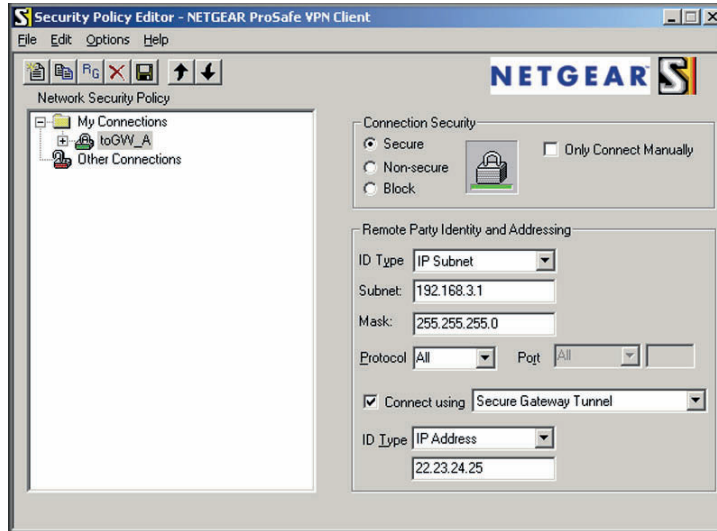 Security Policy Editor - NETGEAR ProSafe VPN Client
File Edit Options Help
RG
NETGEAR
Network Security Policy
My Connections
toGW_A
Other Connections
Connection Security
Secure
Non-secure
Block
Only Connect Manually
Remote Party Identity and Addressing
ID Type IP Subnet
Subnet: 192.168.3.1
Mask: 255.255.255.0
Protocol All Port All
Connect using Secure Gateway Tunnel
ID Type IP Address
22.23.24.25